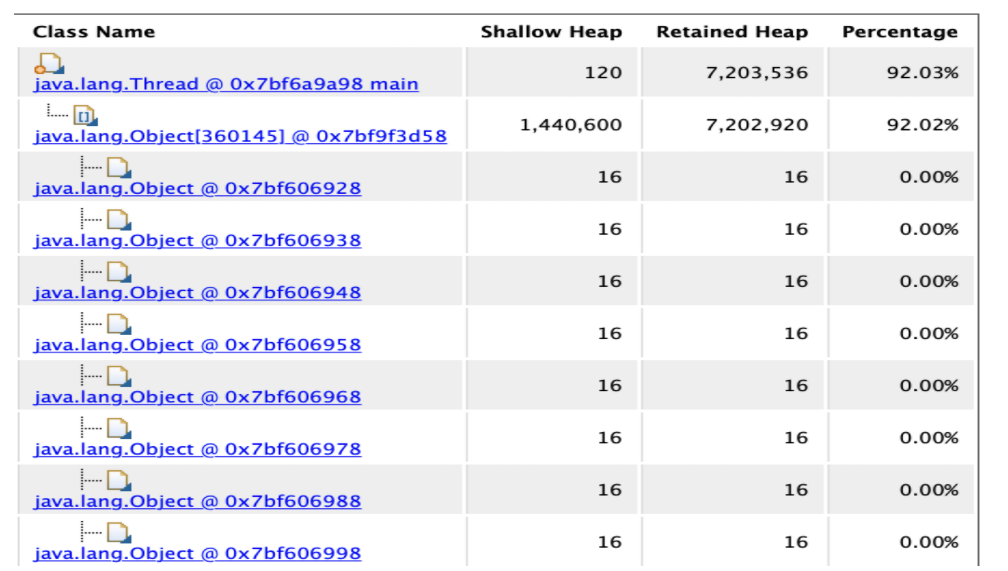 Class Name Shallow Heap Retained Heap Percentage
java.lang.Thread @ 0x7bf6a9a98 main 120 7,203,536 92.03%
java.lang.Object[360145] @ 0x7bf9f3d58 1,440,600 7,202,920 92.02%
java.lang.Object @ 0x7bf606928 16 16 0.00%
java.lang.Object @ 0x7bf606938 16 16 0.00%
java.lang.Object @ 0x7bf606948 16 16 0.00%
java.lang.Object @ 0x7bf606958 16 16 0.00%
java.lang.Object @ 0x7bf606968 16 16 0.00%
java.lang.Object @ 0x7bf606978 16 16 0.00%
java.lang.Object @ 0x7bf606988 16 16 0.00%
java.lang.Object @ 0x7bf606998 16 16 0.00%